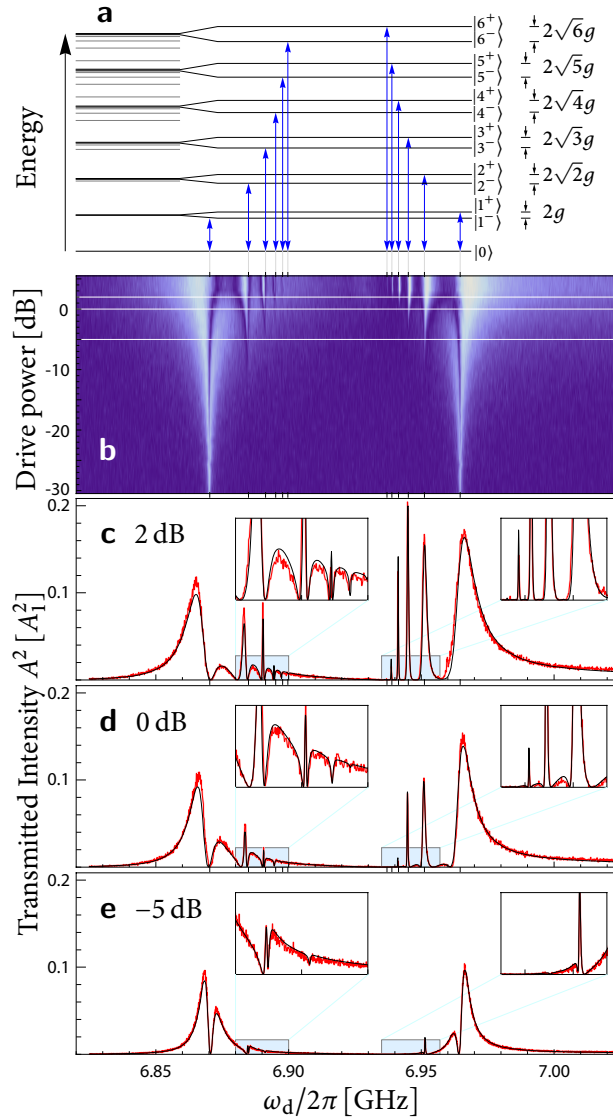 a
Energy
|6⁺⟩
|6⁻⟩
2√6g
|5⁺⟩
|5⁻⟩
2√5g
|4⁺⟩
|4⁻⟩
2√4g
|3⁺⟩
|3⁻⟩
2√3g
|2⁺⟩
|2⁻⟩
2√2g
|1⁺⟩
|1⁻⟩
2g
|0⟩
Drive power [dB]
0
-10
-20
-30
b
Transmitted Intensity A² [A₁²]
0.2
c 2 dB
0.1
0.2
d 0 dB
0.1
0.2
e −5 dB
0.1
6.85 6.90 6.95 7.00
ω_d/2π [GHz]